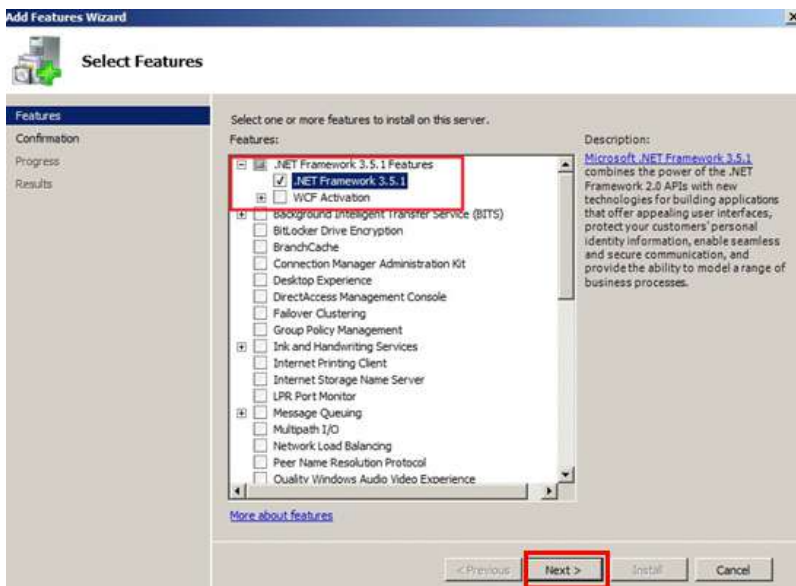 Add Features Wizard
Select Features
Features
Confirmation
Progress
Results
Select one or more features to install on this server.
Features:
.NET Framework 3.5.1 Features
.NET Framework 3.5.1
WCF Activation
Background Intelligent Transfer Service (BITS)
BitLocker Drive Encryption
BranchCache
Connection Manager Administration Kit
Desktop Experience
DirectAccess Management Console
Failover Clustering
Group Policy Management
Ink and Handwriting Services
Internet Printing Client
Internet Storage Name Server
LPR Port Monitor
Message Queuing
Multipath I/O
Network Load Balancing
Peer Name Resolution Protocol
Quality Windows Audio Video Experience
More about features
Description:
Microsoft .NET Framework 3.5.1
combines the power of the .NET
Framework 2.0 APIs with new
technologies for building applications
that offer appealing user interfaces,
protect your customers' personal
identity information, enable seamless
and secure communication, and
provide the ability to model a range of
business processes.
< Previous
Next >
Install
Cancel